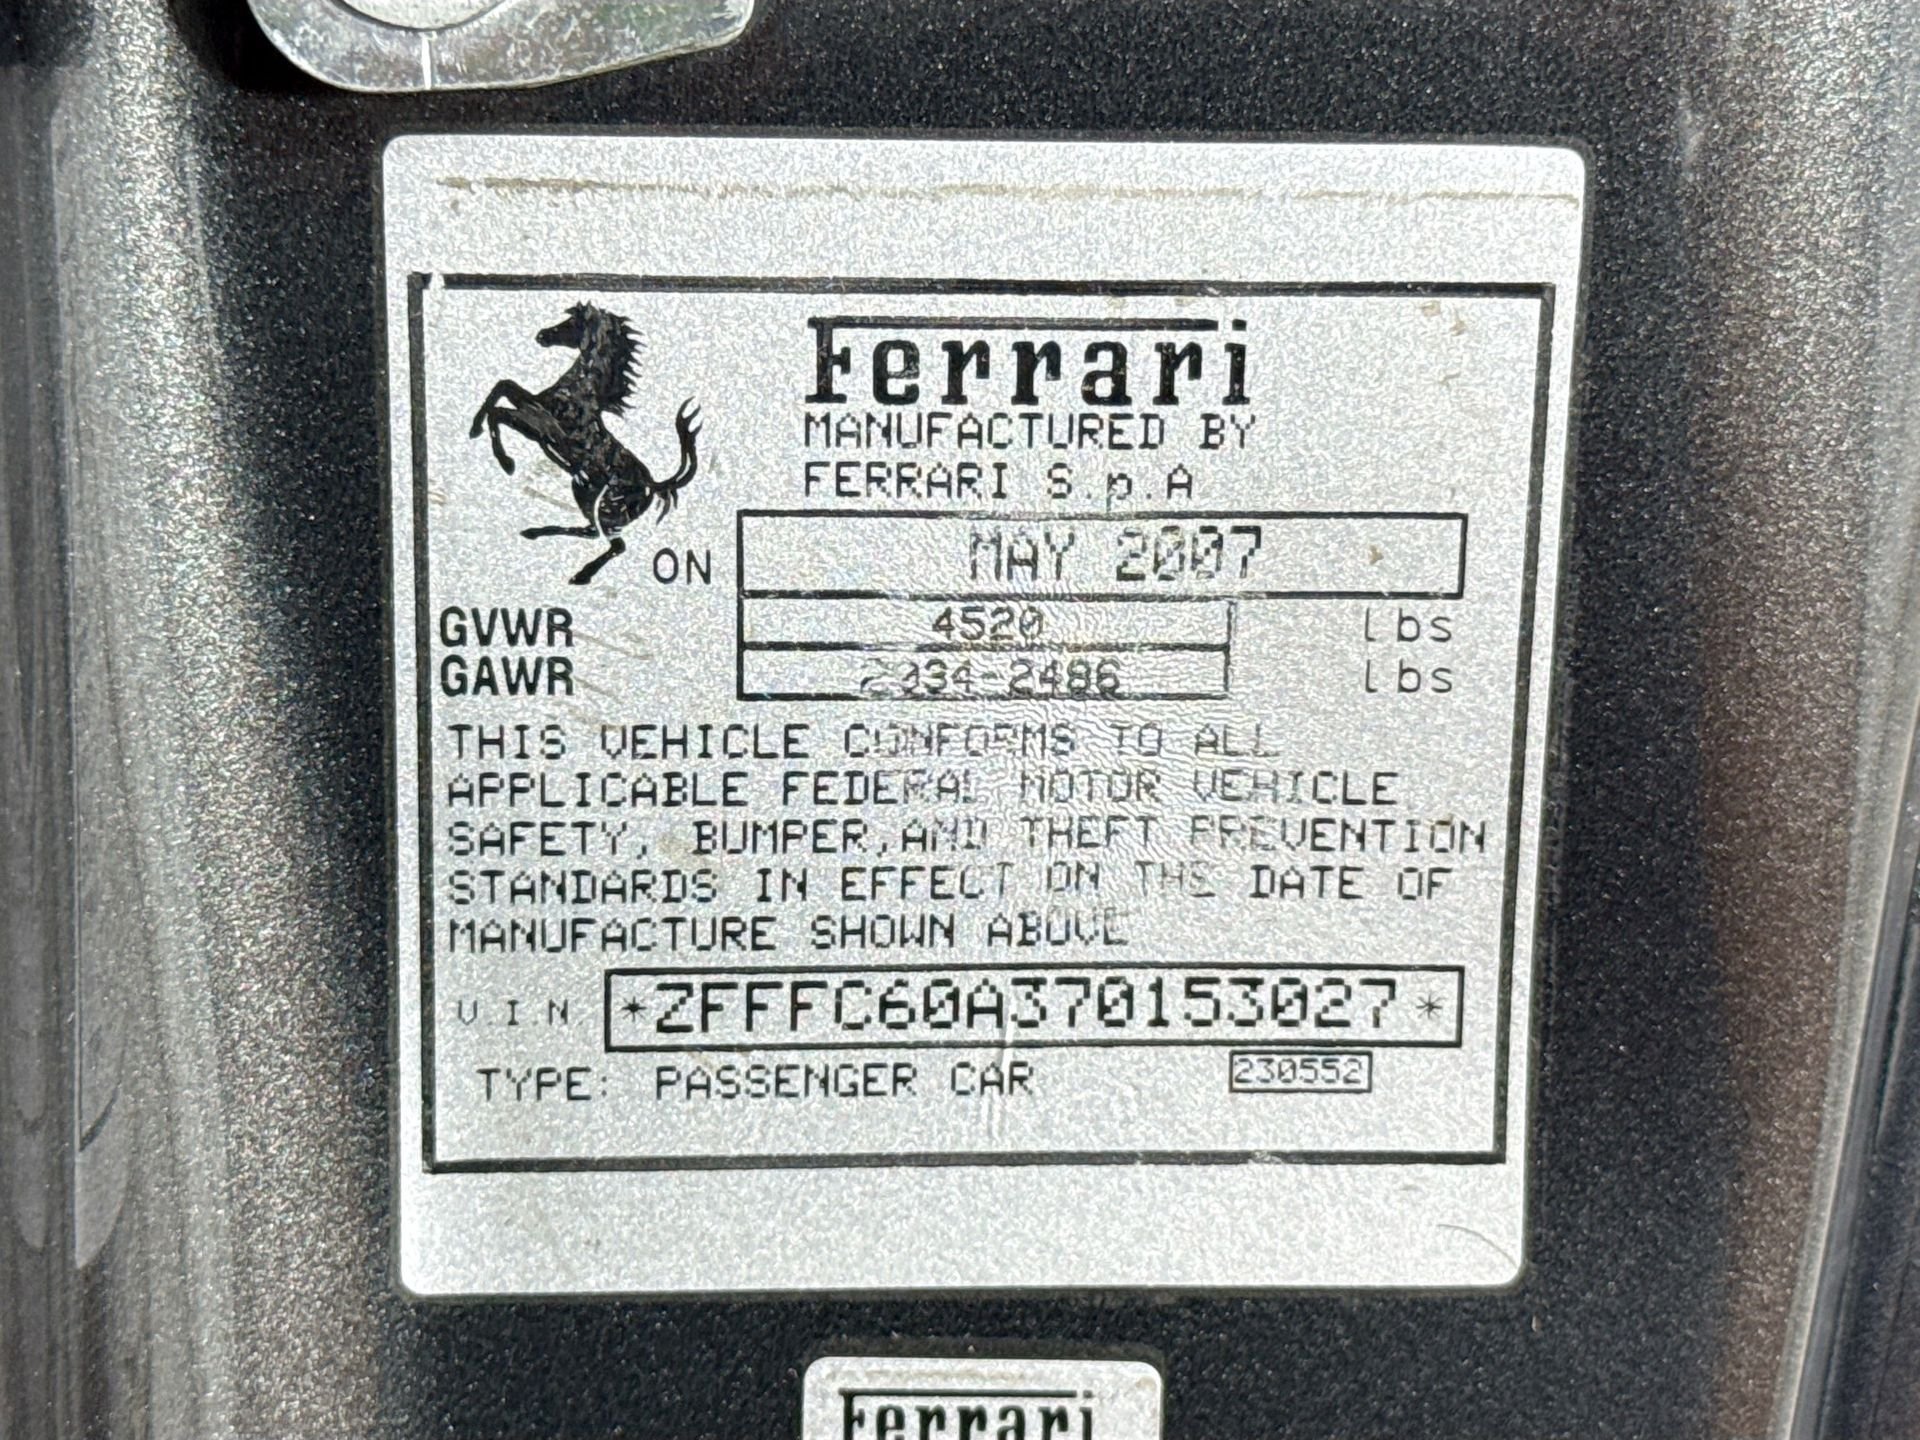 Ferrari
MANUFACTURED BY
FERRARI S.p.A
ON MAY 2007
GVWR 4520 lbs
GAWR 2034-2486 lbs
THIS VEHICLE CONFORMS TO ALL
APPLICABLE FEDERAL MOTOR VEHICLE
SAFETY, BUMPER,AND THEFT PREVENTION
STANDARDS IN EFFECT ON THE DATE OF
MANUFACTURE SHOWN ABOVE
V.I.N. *ZFFFC60A370153027*
TYPE: PASSENGER CAR 230552
Ferrari